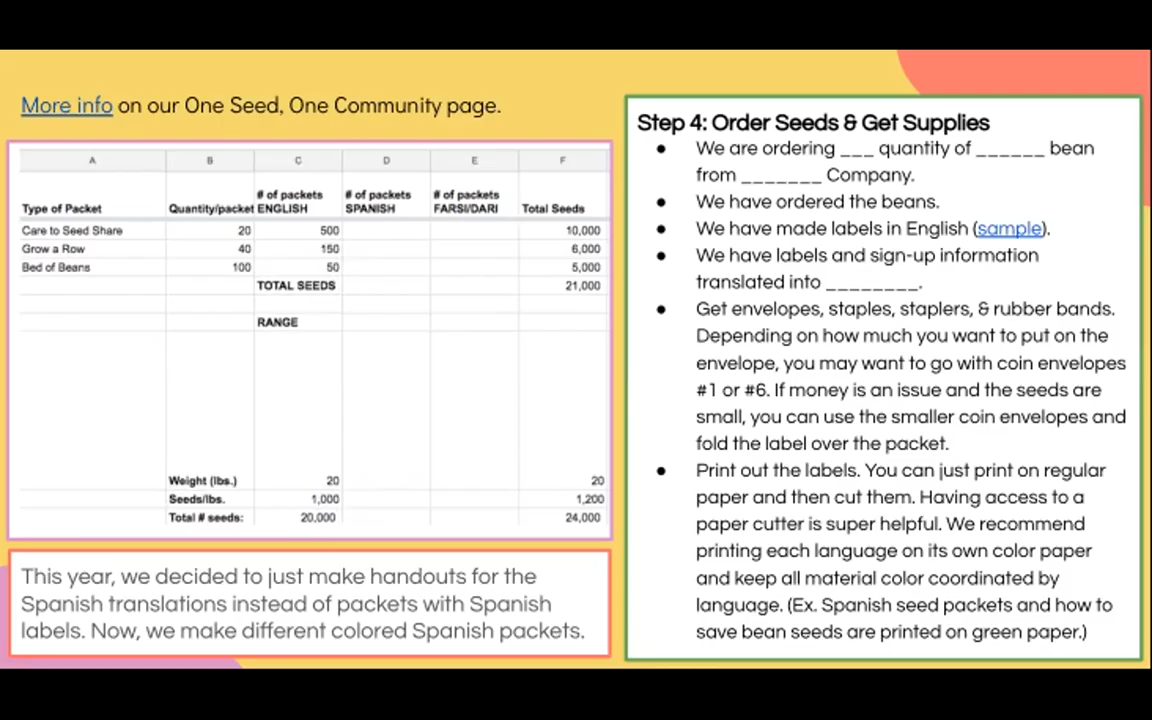 More info on our One Seed, One Community page.
A B C D E F
Type of Packet Quantity/packet # of packets ENGLISH # of packets SPANISH # of packets FARSI/DARI Total Seeds
Care to Seed Share 20 500 10,000
Grow a Row 40 150 6,000
Bed of Beans 100 50 5,000
TOTAL SEEDS 21,000
RANGE
Weight (lbs.) 20 20
Seeds/lbs. 1,000 1,200
Total # seeds: 20,000 24,000
This year, we decided to just make handouts for the
Spanish translations instead of packets with Spanish
labels. Now, we make different colored Spanish packets.
Step 4: Order Seeds & Get Supplies
● We are ordering ___ quantity of ______ bean
from _______ Company.
● We have ordered the beans.
● We have made labels in English (sample).
● We have labels and sign-up information
translated into ________.
● Get envelopes, staples, staplers, & rubber bands.
Depending on how much you want to put on the
envelope, you may want to go with coin envelopes
#1 or #6. If money is an issue and the seeds are
small, you can use the smaller coin envelopes and
fold the label over the packet.
● Print out the labels. You can just print on regular
paper and then cut them. Having access to a
paper cutter is super helpful. We recommend
printing each language on its own color paper
and keep all material color coordinated by
language. (Ex. Spanish seed packets and how to
save bean seeds are printed on green paper.)